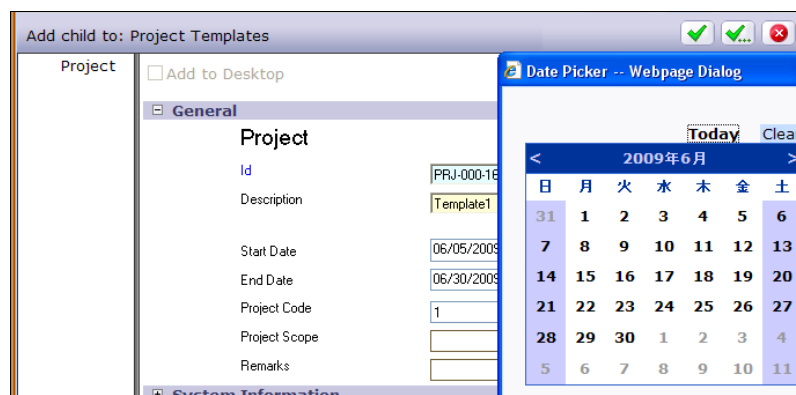 Add child to: Project Templates
Project
Add to Desktop
General
Project
Id
PRJ-000-16
Description
Template1
Start Date
06/05/2009
End Date
06/30/2009
Project Code
1
Project Scope
Remarks
System Information
Date Picker -- Webpage Dialog
Today Clea
< 2009年6月 >
日 月 火 水 木 金 土
31 1 2 3 4 5 6
7 8 9 10 11 12 13
14 15 16 17 18 19 20
21 22 23 24 25 26 27
28 29 30 1 2 3 4
5 6 7 8 9 10 11